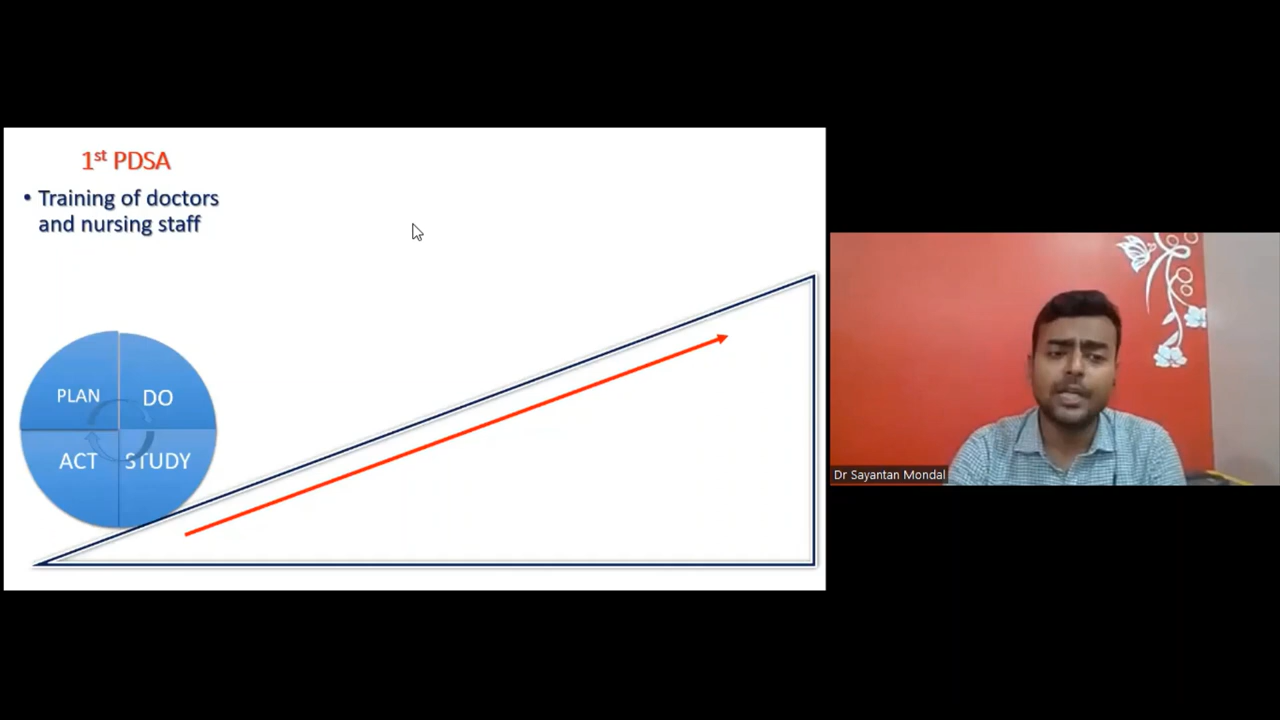 1st PDSA
• Training of doctors
and nursing staff
PLAN
DO
ACT
STUDY
Dr Sayantan Mondal